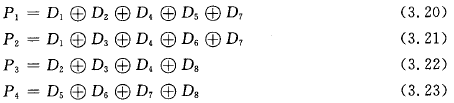 P₁ = D₁ ⊕ D₂ ⊕ D₄ ⊕ D₅ ⊕ D₇ (3.20)
P₂ = D₁ ⊕ D₃ ⊕ D₄ ⊕ D₆ ⊕ D₇ (3.21)
P₃ = D₂ ⊕ D₃ ⊕ D₄ ⊕ D₈ (3.22)
P₄ = D₅ ⊕ D₆ ⊕ D₇ ⊕ D₈ (3.23)